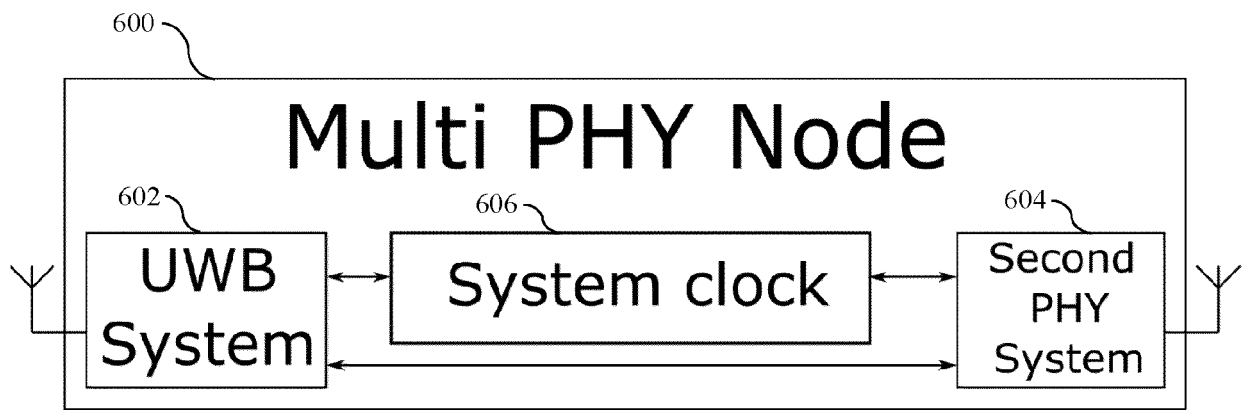 600
Multi PHY Node
602
606
604
UWB
System
System clock
Second
PHY
System